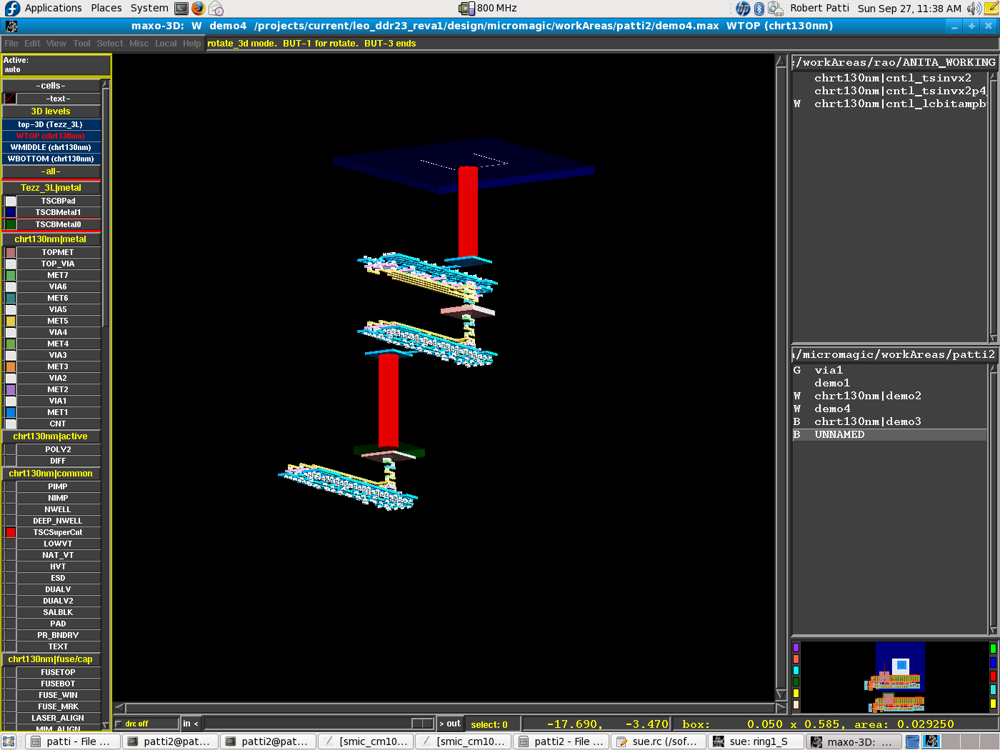 Applications Places System 800 MHz Robert Patti Sun Sep 27, 11:38 AM
maxo-3D: W demo4 /projects/current/leo_ddr23_reva1/design/micromagic/workAreas/patti2/demo4.max WTOP (chrt130nm)
File Edit View Tool Select Misc Local Help rotate_3d mode. BUT-1 for rotate. BUT-3 ends
Active:
auto
-cells-
-text-
3D levels
top-3D (Tezz_3L)
WTOP (chrt130nm)
WMIDDLE (chrt130nm)
WBOTTOM (chrt130nm)
-all-
Tezz_3L|metal
TSCBPad
TSCBMetal1
TSCBMetal0
chrt130nm|metal
TOPMET
TOP_VIA
MET7
VIA6
MET6
VIA5
MET5
VIA4
MET4
VIA3
MET3
VIA2
MET2
VIA1
MET1
CNT
chrt130nm|active
POLY2
DIFF
chrt130nm|common
PIMP
NIMP
NWELL
DEEP_NWELL
TSCSuperCnt
LOWVT
NAT_VT
HVT
ESD
DUALV
DUALV2
SALBLK
PAD
PR_BNDRY
TEXT
chrt130nm|fuse/cap
FUSETOP
FUSEBOT
FUSE_WIN
FUSE_MRK
LASER_ALIGN
MIM_ALIGN
:/workAreas/rao/ANITA_WORKING
chrt130nm|cntl_tsinvx2
chrt130nm|cntl_tsinvx2p4
W chrt130nm|cntl_lcbitampb
/micromagic/workAreas/patti2
G via1
demo1
W chrt130nm|demo2
W demo4
B chrt130nm|demo3
B UNNAMED
drc off in < > out select: 0 -17.690, -3.470 box: 0.050 x 0.585, area: 0.029250
patti - File ... patti2@pat... patti2@pat... [smic_cm10... [smic_cm10... patti2 - File ... sue.rc (/sof... sue: ring1_S maxo-3D: ...